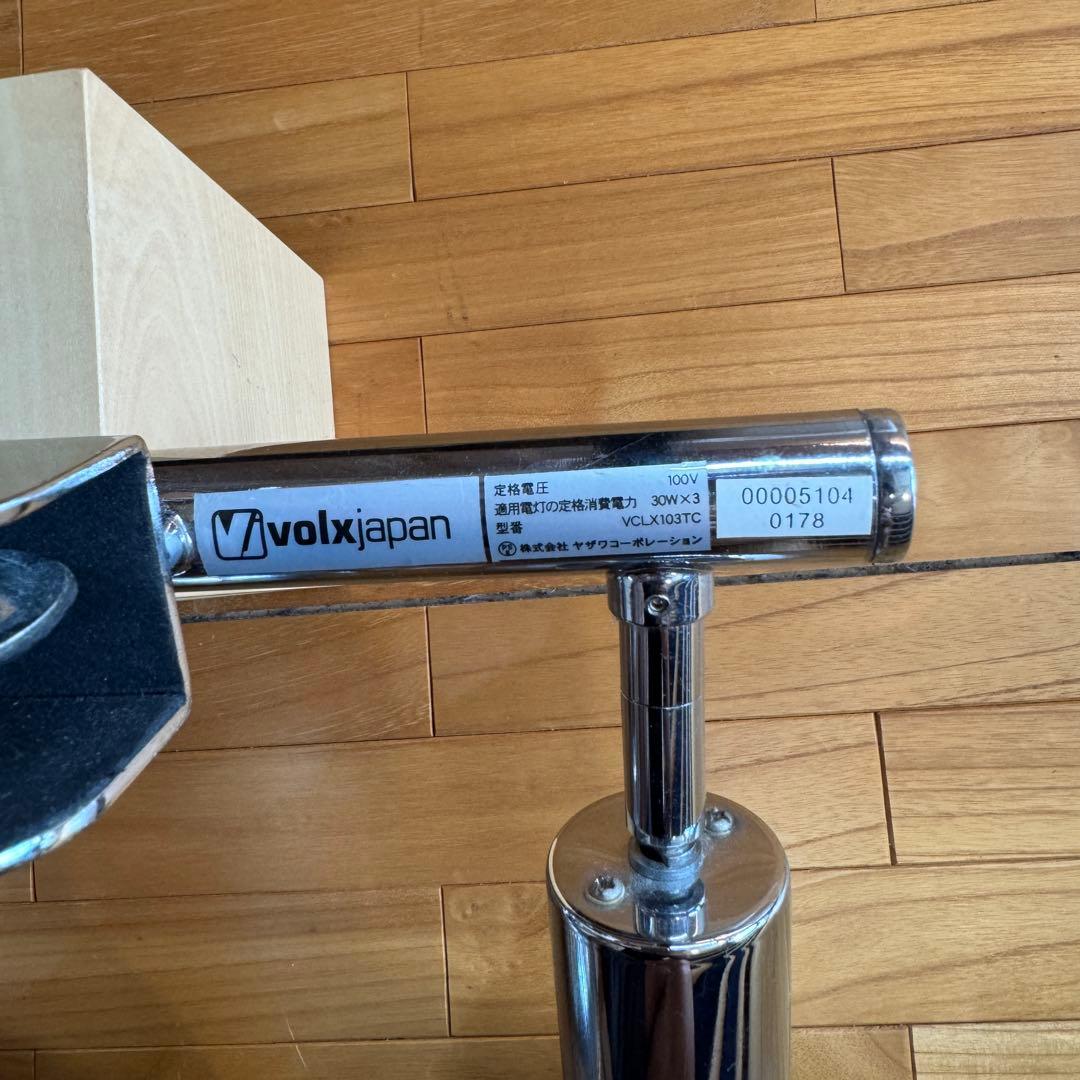 volxjapan
定格電圧 100V
適用電灯の定格消費電力 30W×3
型番 VCLX103TC
株式会社 ヤザワコーポレーション
00005104
0178